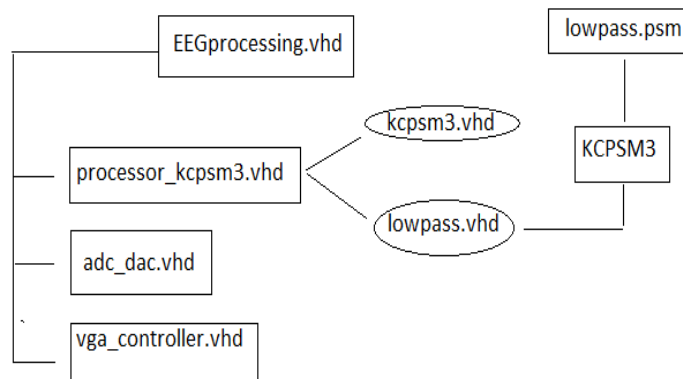 EEGprocessing.vhd
lowpass.psm
kcpsm3.vhd
KCPSM3
processor_kcpsm3.vhd
lowpass.vhd
adc_dac.vhd
vga_controller.vhd